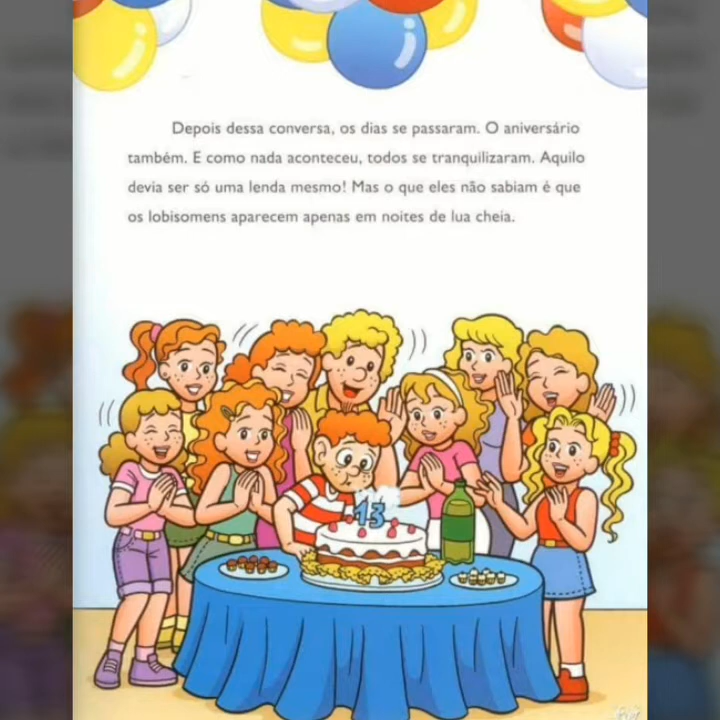 Depois dessa conversa, os dias se passaram. O aniversário
também. E como nada aconteceu, todos se tranquilizaram. Aquilo
devia ser só uma lenda mesmo! Mas o que eles não sabiam é que
os lobisomens aparecem apenas em noites de lua cheia.
13